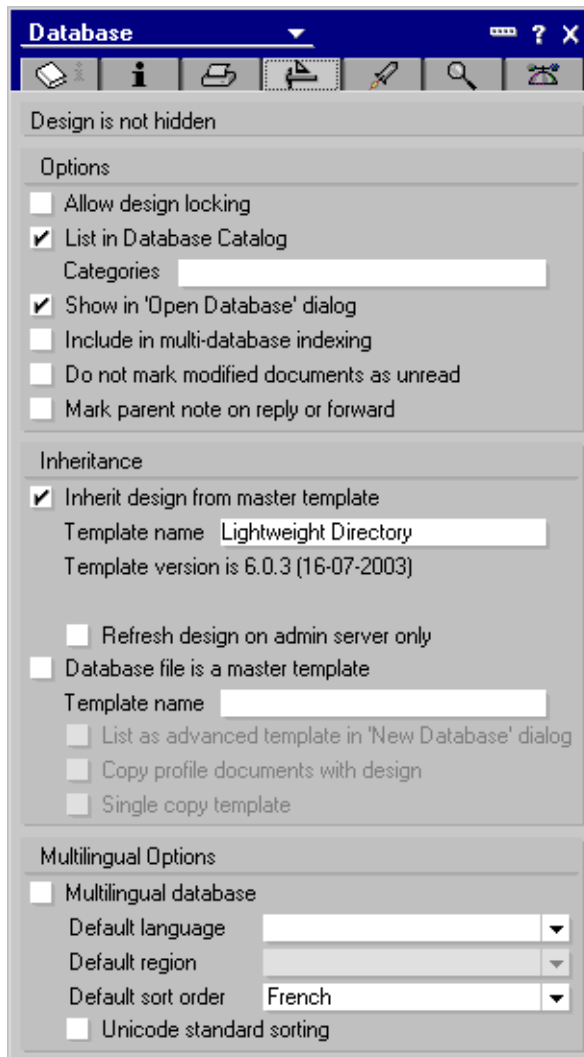 Database
Design is not hidden
Options
Allow design locking
List in Database Catalog
Categories
Show in 'Open Database' dialog
Include in multi-database indexing
Do not mark modified documents as unread
Mark parent note on reply or forward
Inheritance
Inherit design from master template
Template name Lightweight Directory
Template version is 6.0.3 (16-07-2003)
Refresh design on admin server only
Database file is a master template
Template name
List as advanced template in 'New Database' dialog
Copy profile documents with design
Single copy template
Multilingual Options
Multilingual database
Default language
Default region
Default sort order French
Unicode standard sorting